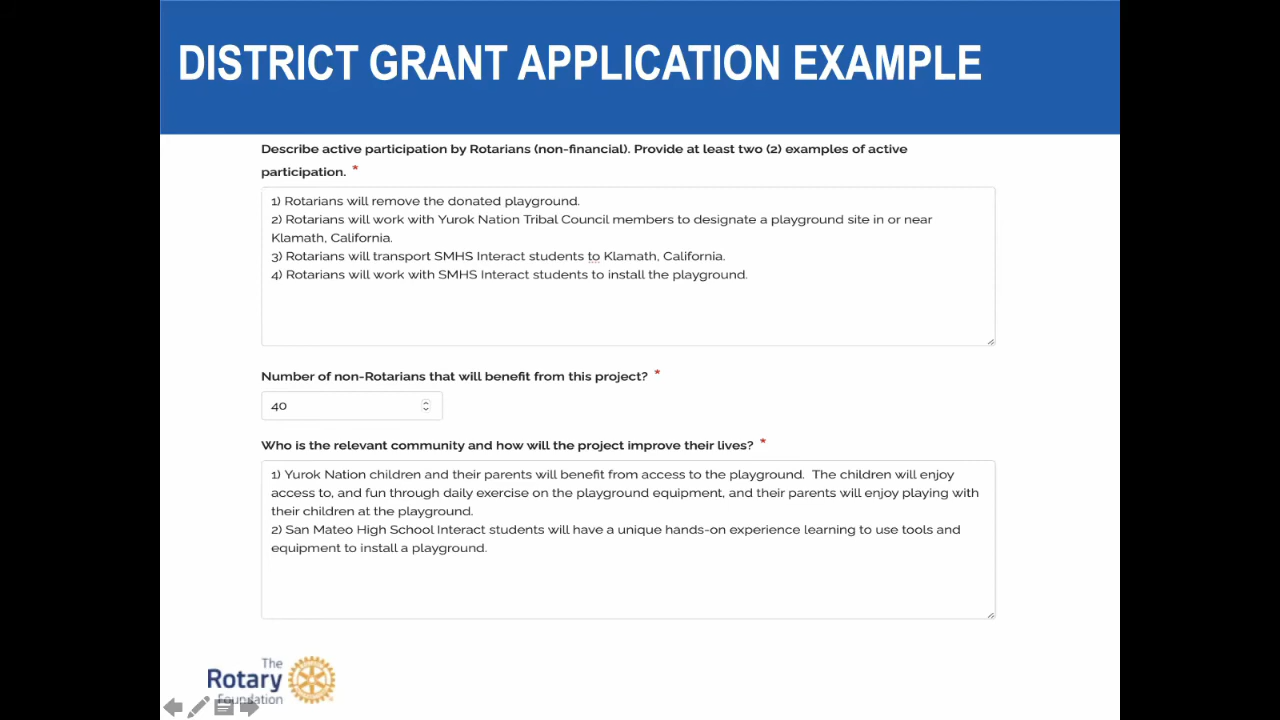 DISTRICT GRANT APPLICATION EXAMPLE
Describe active participation by Rotarians (non-financial). Provide at least two (2) examples of active
participation. *
1) Rotarians will remove the donated playground.
2) Rotarians will work with Yurok Nation Tribal Council members to designate a playground site in or near
Klamath, California.
3) Rotarians will transport SMHS Interact students to Klamath, California.
4) Rotarians will work with SMHS Interact students to install the playground.
Number of non-Rotarians that will benefit from this project? *
40
Who is the relevant community and how will the project improve their lives? *
1) Yurok Nation children and their parents will benefit from access to the playground.  The children will enjoy
access to, and fun through daily exercise on the playground equipment, and their parents will enjoy playing with
their children at the playground.
2) San Mateo High School Interact students will have a unique hands-on experience learning to use tools and
equipment to install a playground.
The
Rotary
Foundation